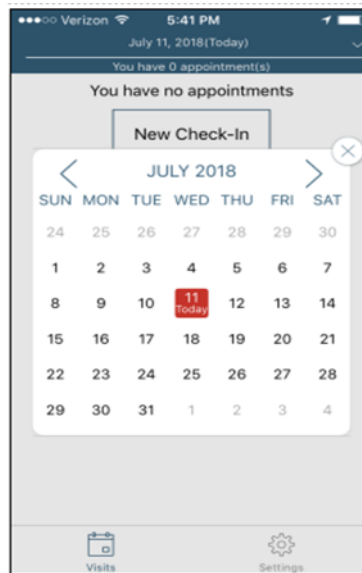 Verizon 5:41 PM
July 11, 2018(Today)
You have 0 appointment(s)
You have no appointments
New Check-In
JULY 2018
SUN MON TUE WED THU FRI SAT
24 25 26 27 28 29 30
1 2 3 4 5 6 7
8 9 10 11 12 13 14
Today
15 16 17 18 19 20 21
22 23 24 25 26 27 28
29 30 31 1 2 3 4
Visits Settings